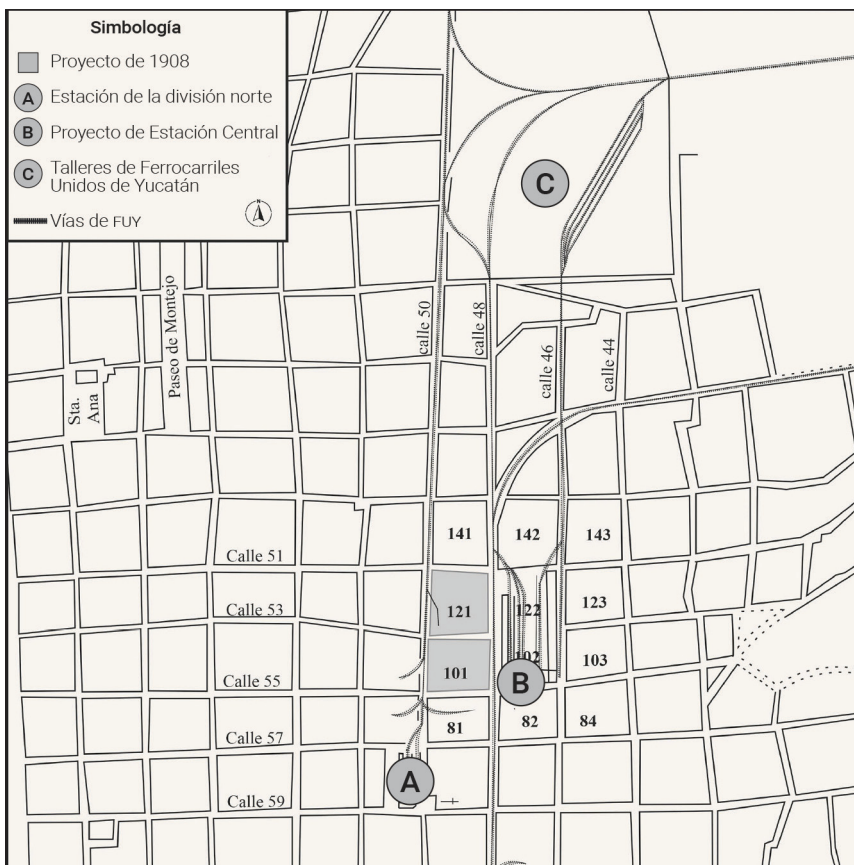 Simbología
Proyecto de 1908
A Estación de la división norte
B Proyecto de Estación Central
C Talleres de Ferrocarriles
Unidos de Yucatán
Vías de FUY
C
calle 50
calle 48
calle 46
calle 44
Paseo de Montejo
Sta.
Ana
141
142
143
Calle 51
Calle 53
121
122
123
101
102
103
Calle 55
B
81
82
84
Calle 57
A
Calle 59